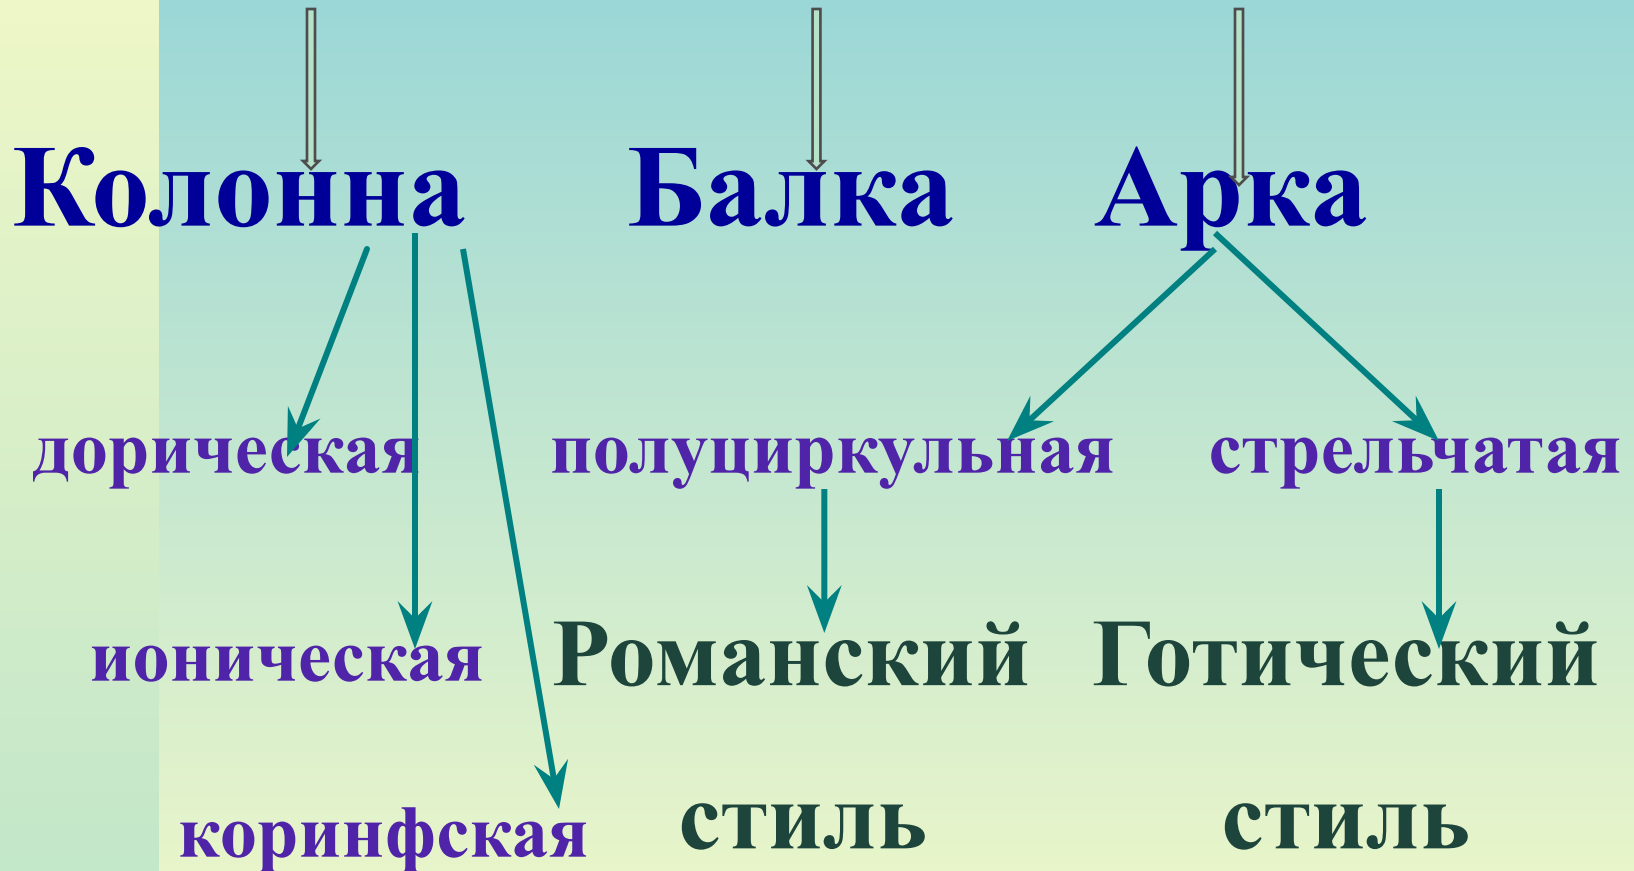 Колонна Балка Арка
дорическая полуциркульная стрельчатая
ионическая Романский Готический
коринфская стиль стиль